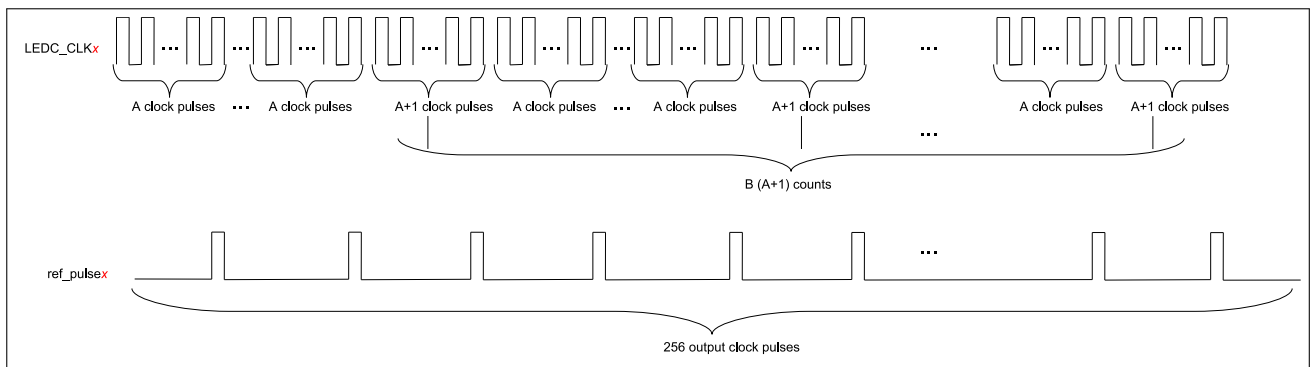 LEDC_CLKx
A clock pulses ... A clock pulses A+1 clock pulses A clock pulses ... A clock pulses A+1 clock pulses A clock pulses A+1 clock pulses
...
B (A+1) counts
ref_pulsex
256 output clock pulses